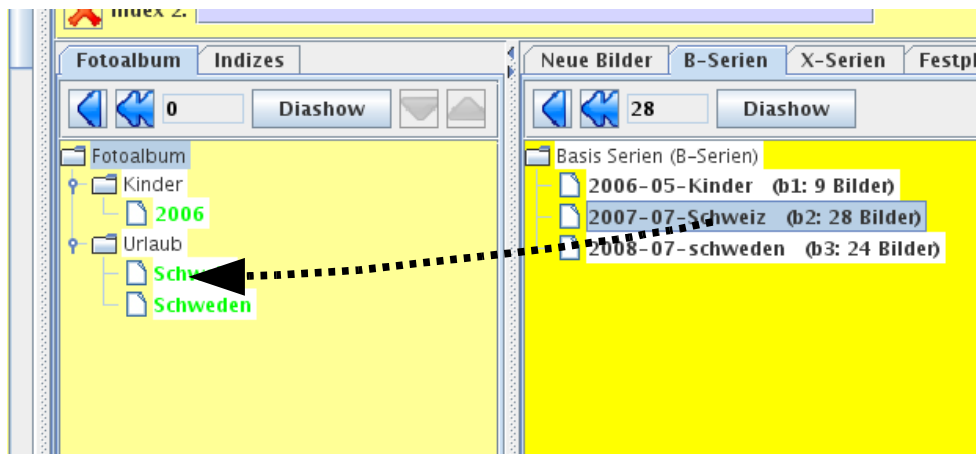 Index 2.
Fotoalbum Indizes
0 Diashow
Fotoalbum
Kinder
2006
Urlaub
Schw
Schweden
Neue Bilder B-Serien X-Serien Festpl
28 Diashow
Basis Serien (B-Serien)
2006-05-Kinder (b1: 9 Bilder)
2007-07-Schweiz (b2: 28 Bilder)
2008-07-schweden (b3: 24 Bilder)